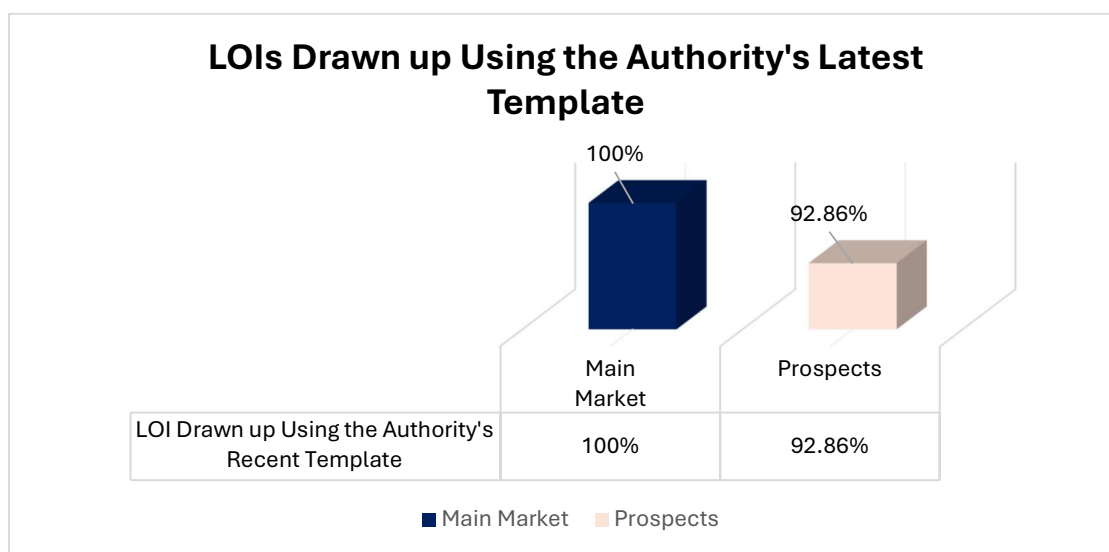 LOIs Drawn up Using the Authority's Latest
Template
100%
92.86%
Main
Market
Prospects
LOI Drawn up Using the Authority's
Recent Template
100%
92.86%
Main Market
Prospects